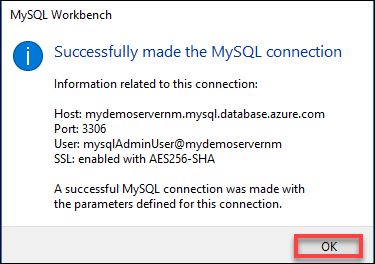 MySQL Workbench
Successfully made the MySQL connection
Information related to this connection:
Host: mydemoservernm.mysql.database.azure.com
Port: 3306
User: mysqlAdminUser@mydemoservernm
SSL: enabled with AES256-SHA
A successful MySQL connection was made with
the parameters defined for this connection.
OK